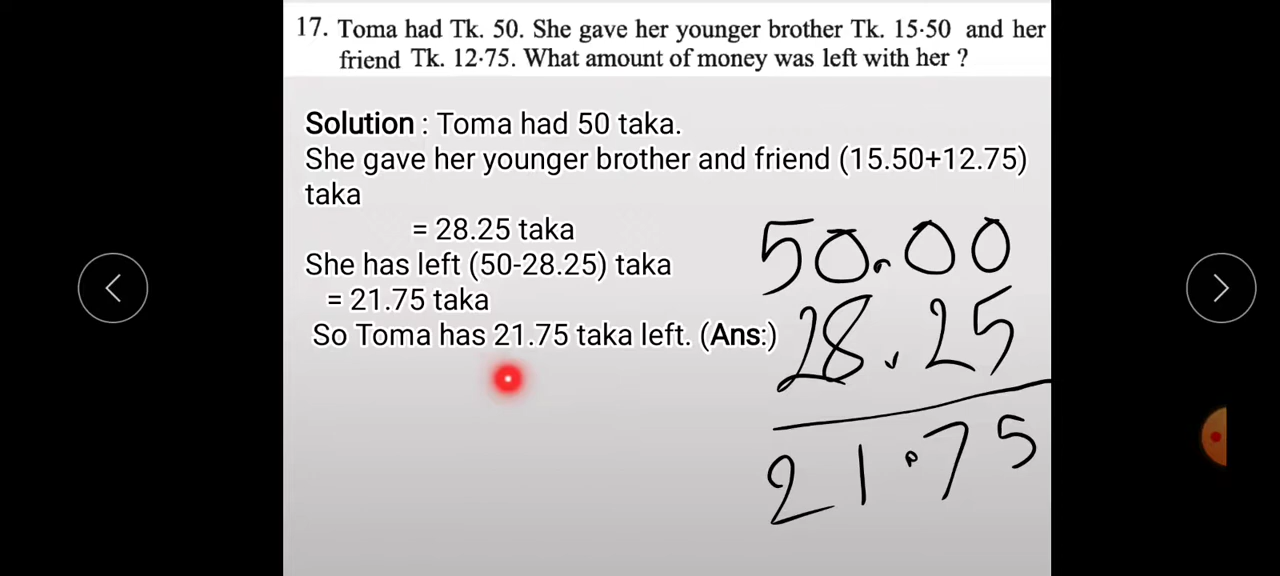 17. Toma had Tk. 50. She gave her younger brother Tk. 15·50 and her
friend Tk. 12·75. What amount of money was left with her ?
Solution : Toma had 50 taka.
She gave her younger brother and friend (15.50+12.75)
taka
= 28.25 taka
She has left (50-28.25) taka
= 21.75 taka
So Toma has 21.75 taka left. (Ans:)
50.00
28.25
21.75